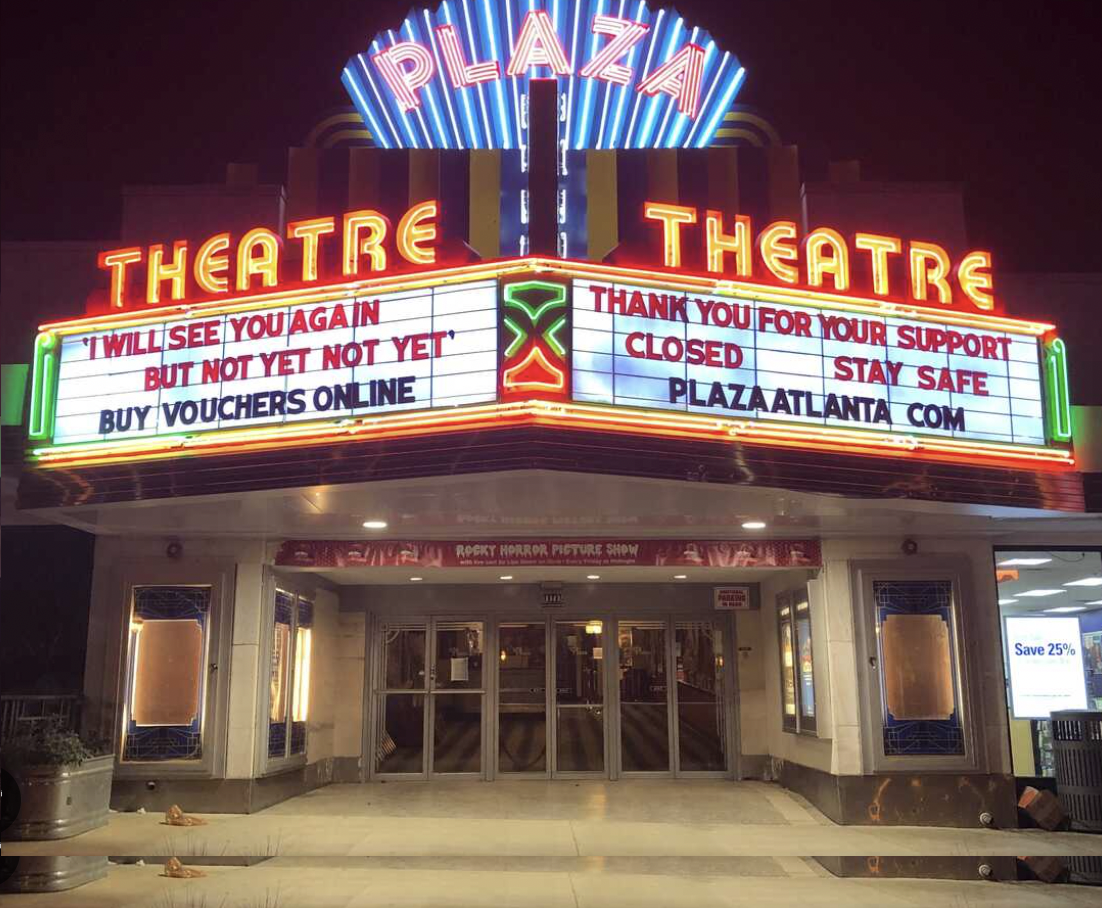 PLAZA
THEATRE
THEATRE
'I WILL SEE YOU AGAIN
BUT NOT YET NOT YET'
BUY VOUCHERS ONLINE
THANK YOU FOR YOUR SUPPORT
CLOSED STAY SAFE
PLAZAATLANTA COM
ROCKY HORROR PICTURE SHOW
PARKING
Save 25%